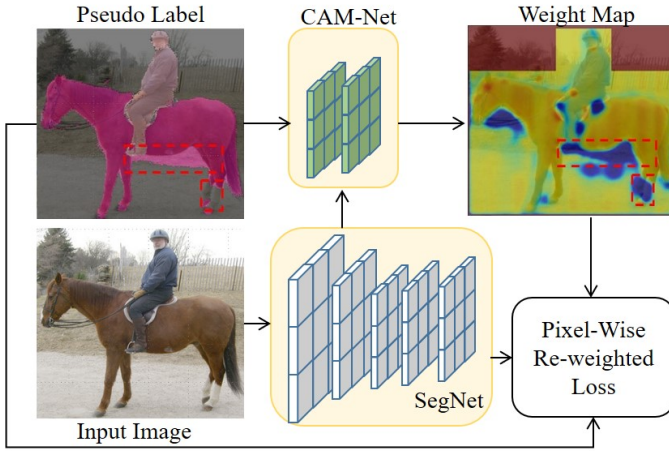 Pseudo Label
CAM-Net
Weight Map
Input Image
SegNet
Pixel-Wise
Re-weighted
Loss